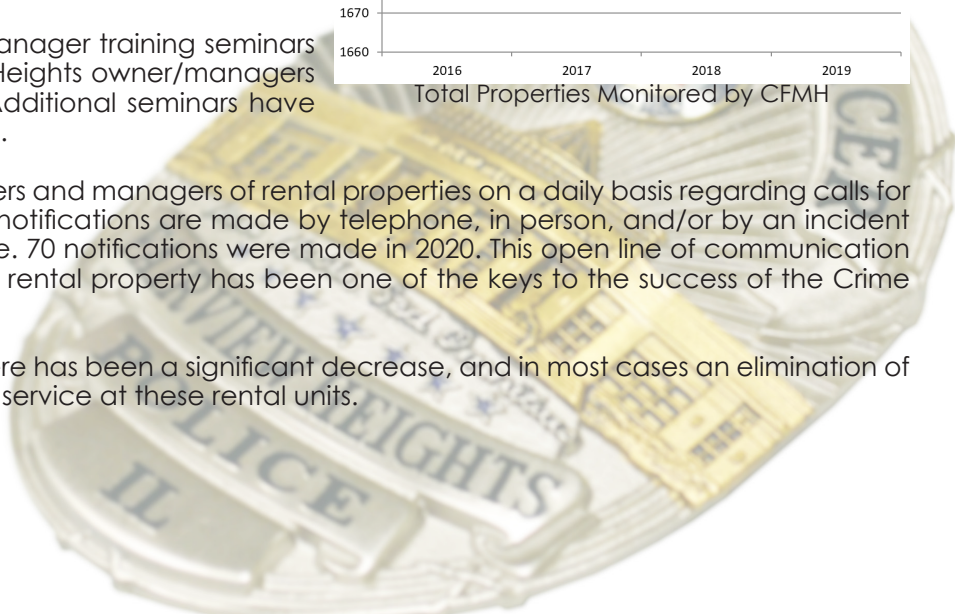 1670
1660
2016 2017 2018 2019
Total Properties Monitored by CFMH
anager training seminars
Heights owner/managers
Additional seminars have
.
ers and managers of rental properties on a daily basis regarding calls for
notifications are made by telephone, in person, and/or by an incident
e. 70 notifications were made in 2020. This open line of communication
rental property has been one of the keys to the success of the Crime
ere has been a significant decrease, and in most cases an elimination of
service at these rental units.
CER
VIEW HEIGHTS
POLICE
IL